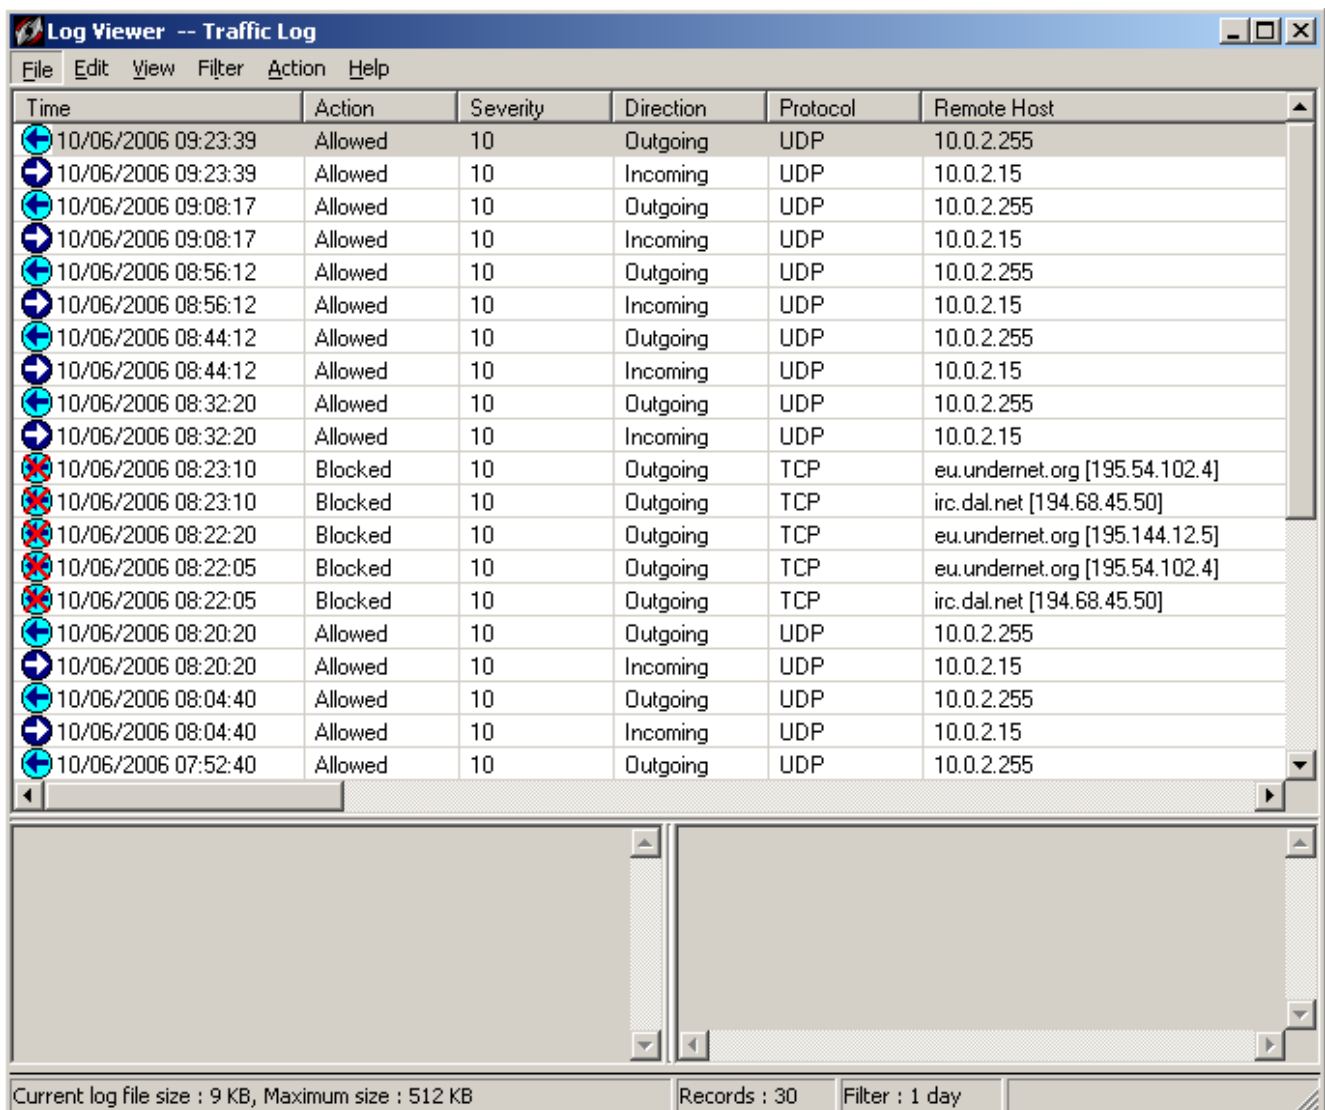 Log Viewer -- Traffic Log
File Edit View Filter Action Help
Time Action Severity Direction Protocol Remote Host
10/06/2006 09:23:39 Allowed 10 Outgoing UDP 10.0.2.255
10/06/2006 09:23:39 Allowed 10 Incoming UDP 10.0.2.15
10/06/2006 09:08:17 Allowed 10 Outgoing UDP 10.0.2.255
10/06/2006 09:08:17 Allowed 10 Incoming UDP 10.0.2.15
10/06/2006 08:56:12 Allowed 10 Outgoing UDP 10.0.2.255
10/06/2006 08:56:12 Allowed 10 Incoming UDP 10.0.2.15
10/06/2006 08:44:12 Allowed 10 Outgoing UDP 10.0.2.255
10/06/2006 08:44:12 Allowed 10 Incoming UDP 10.0.2.15
10/06/2006 08:32:20 Allowed 10 Outgoing UDP 10.0.2.255
10/06/2006 08:32:20 Allowed 10 Incoming UDP 10.0.2.15
10/06/2006 08:23:10 Blocked 10 Outgoing TCP eu.undernet.org [195.54.102.4]
10/06/2006 08:23:10 Blocked 10 Outgoing TCP irc.dal.net [194.68.45.50]
10/06/2006 08:22:20 Blocked 10 Outgoing TCP eu.undernet.org [195.144.12.5]
10/06/2006 08:22:05 Blocked 10 Outgoing TCP eu.undernet.org [195.54.102.4]
10/06/2006 08:22:05 Blocked 10 Outgoing TCP irc.dal.net [194.68.45.50]
10/06/2006 08:20:20 Allowed 10 Outgoing UDP 10.0.2.255
10/06/2006 08:20:20 Allowed 10 Incoming UDP 10.0.2.15
10/06/2006 08:04:40 Allowed 10 Outgoing UDP 10.0.2.255
10/06/2006 08:04:40 Allowed 10 Incoming UDP 10.0.2.15
10/06/2006 07:52:40 Allowed 10 Outgoing UDP 10.0.2.255
Current log file size : 9 KB, Maximum size : 512 KB Records : 30 Filter : 1 day